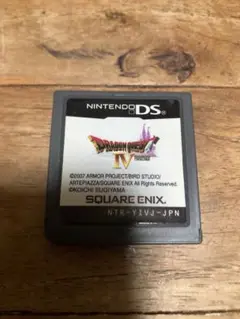 NINTENDO DS
DRAGON QUEST
IV
©2007 ARMOR PROJECT/BIRD STUDIO/
ARTEPIAZZA/SQUARE ENIX All Rights Reserved.
©KOICHI SUGIYAMA
SQUARE ENIX
NTR-YIVJ-JPN